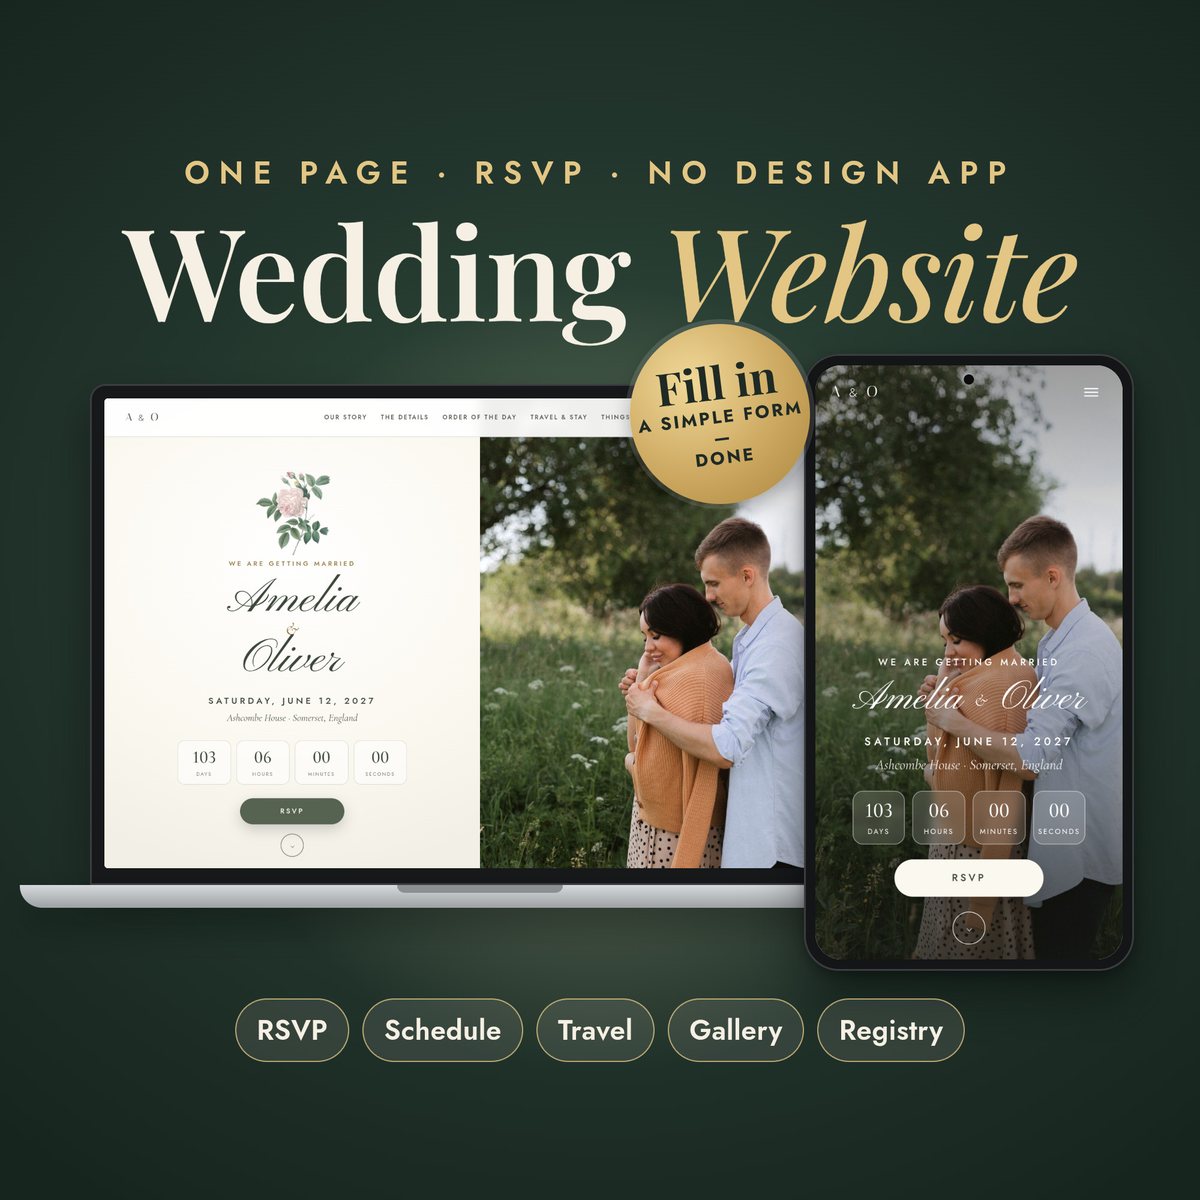 ONE PAGE · RSVP · NO DESIGN APP
Wedding Website
Fill in
A SIMPLE FORM
—
DONE
A & O
OUR STORY THE DETAILS ORDER OF THE DAY TRAVEL & STAY THINGS
WE ARE GETTING MARRIED
Amelia
&
Oliver
SATURDAY, JUNE 12, 2027
Ashcombe House · Somerset, England
103 06 00 00
DAYS HOURS MINUTES SECONDS
RSVP
A & O
WE ARE GETTING MARRIED
Amelia & Oliver
SATURDAY, JUNE 12, 2027
Ashcombe House · Somerset, England
103 06 00 00
DAYS HOURS MINUTES SECONDS
RSVP
RSVP Schedule Travel Gallery Registry